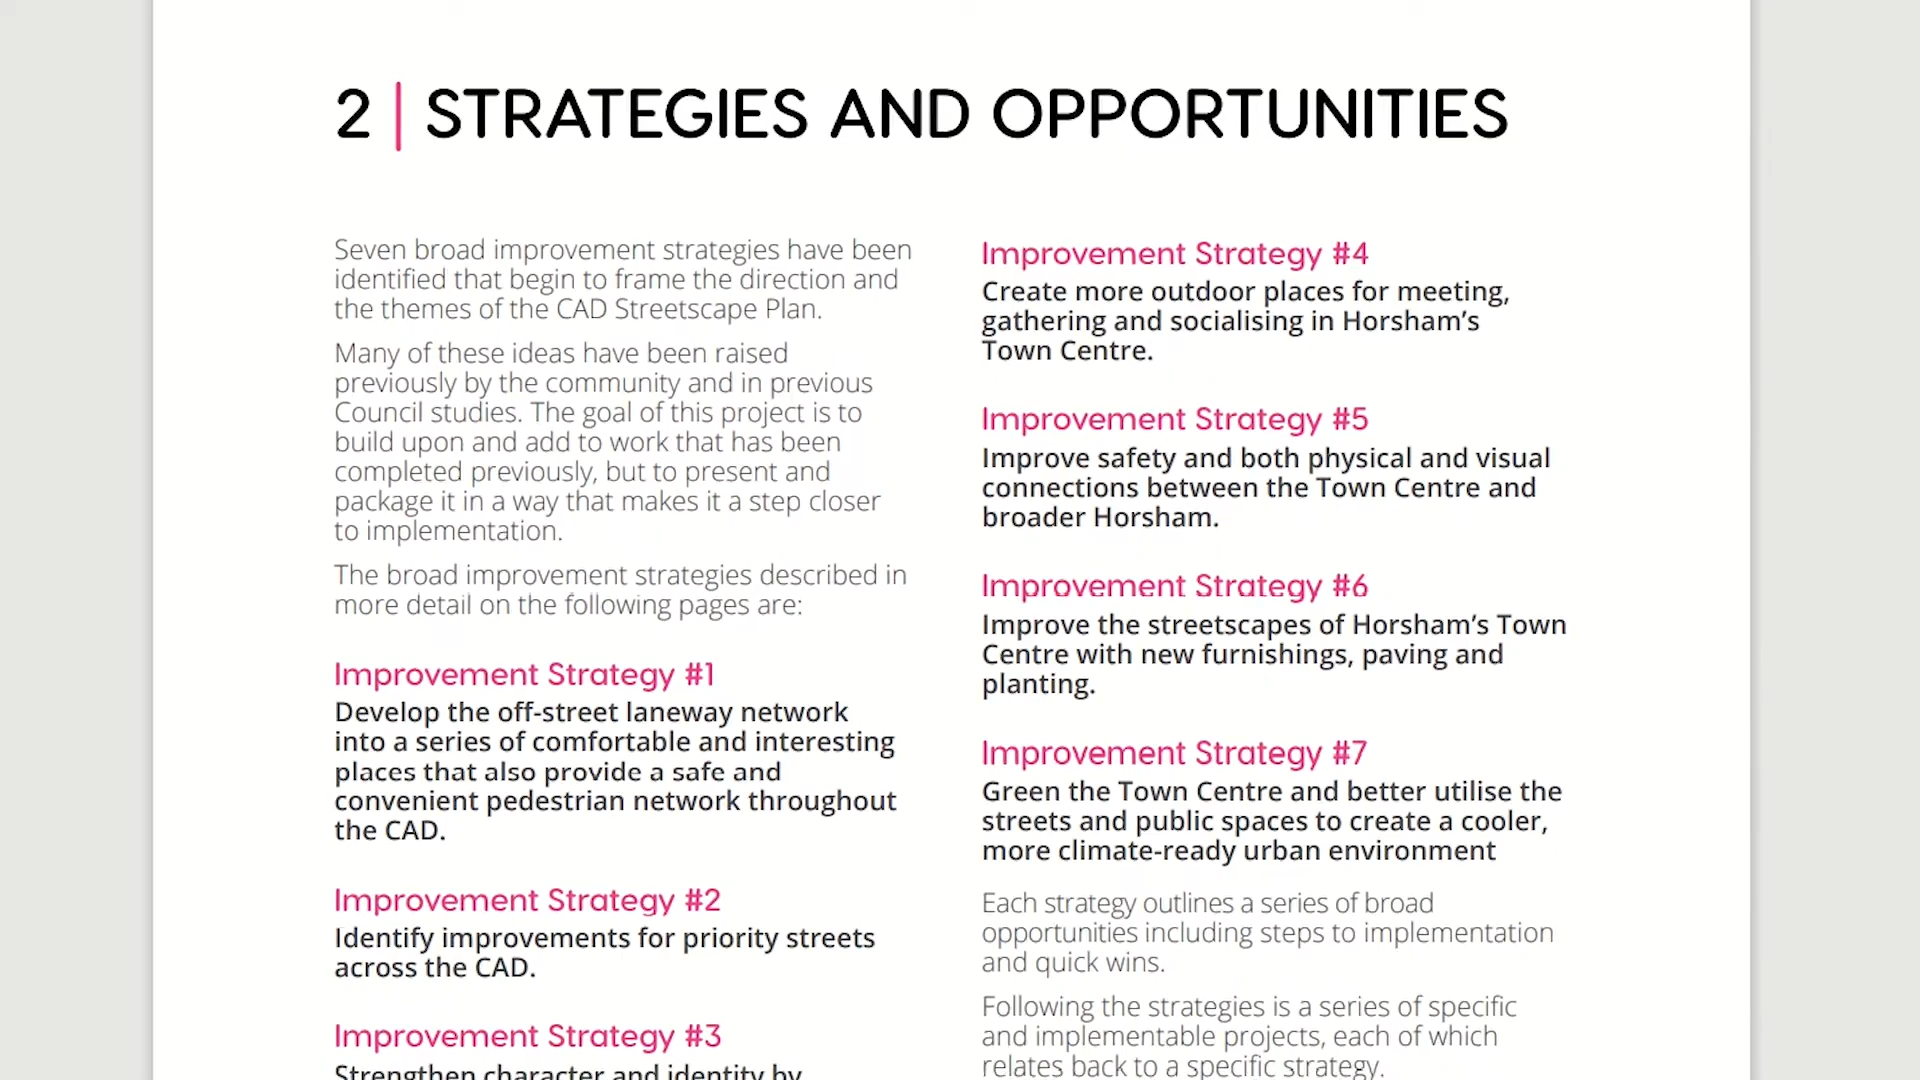 2 | STRATEGIES AND OPPORTUNITIES
Seven broad improvement strategies have been
identified that begin to frame the direction and
the themes of the CAD Streetscape Plan.
Many of these ideas have been raised
previously by the community and in previous
Council studies. The goal of this project is to
build upon and add to work that has been
completed previously, but to present and
package it in a way that makes it a step closer
to implementation.
The broad improvement strategies described in
more detail on the following pages are:
Improvement Strategy #1
Develop the off-street laneway network
into a series of comfortable and interesting
places that also provide a safe and
convenient pedestrian network throughout
the CAD.
Improvement Strategy #2
Identify improvements for priority streets
across the CAD.
Improvement Strategy #3
Strengthen character and identity by
Improvement Strategy #4
Create more outdoor places for meeting,
gathering and socialising in Horsham’s
Town Centre.
Improvement Strategy #5
Improve safety and both physical and visual
connections between the Town Centre and
broader Horsham.
Improvement Strategy #6
Improve the streetscapes of Horsham’s Town
Centre with new furnishings, paving and
planting.
Improvement Strategy #7
Green the Town Centre and better utilise the
streets and public spaces to create a cooler,
more climate-ready urban environment
Each strategy outlines a series of broad
opportunities including steps to implementation
and quick wins.
Following the strategies is a series of specific
and implementable projects, each of which
relates back to a specific strategy.